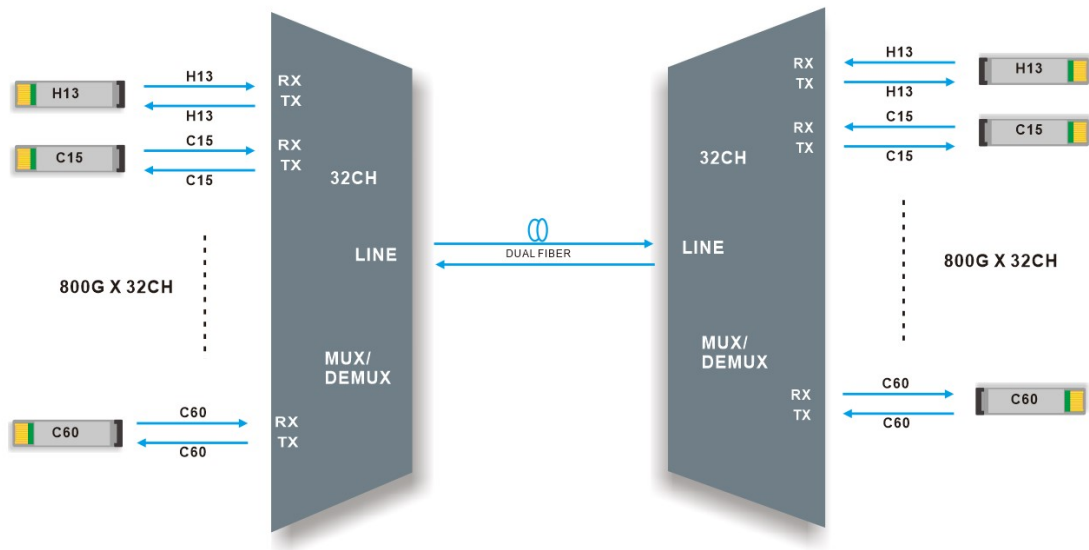 H13
RX
H13
TX
H13
C15
RX
C15
TX
C15
32CH
LINE
800G X 32CH
MUX/
DEMUX
C60
RX
C60
TX
C60
DUAL FIBER
RX
H13
TX
H13
H13
RX
C15
TX
C15
C15
32CH
LINE
800G X 32CH
MUX/
DEMUX
RX
C60
TX
C60
C60